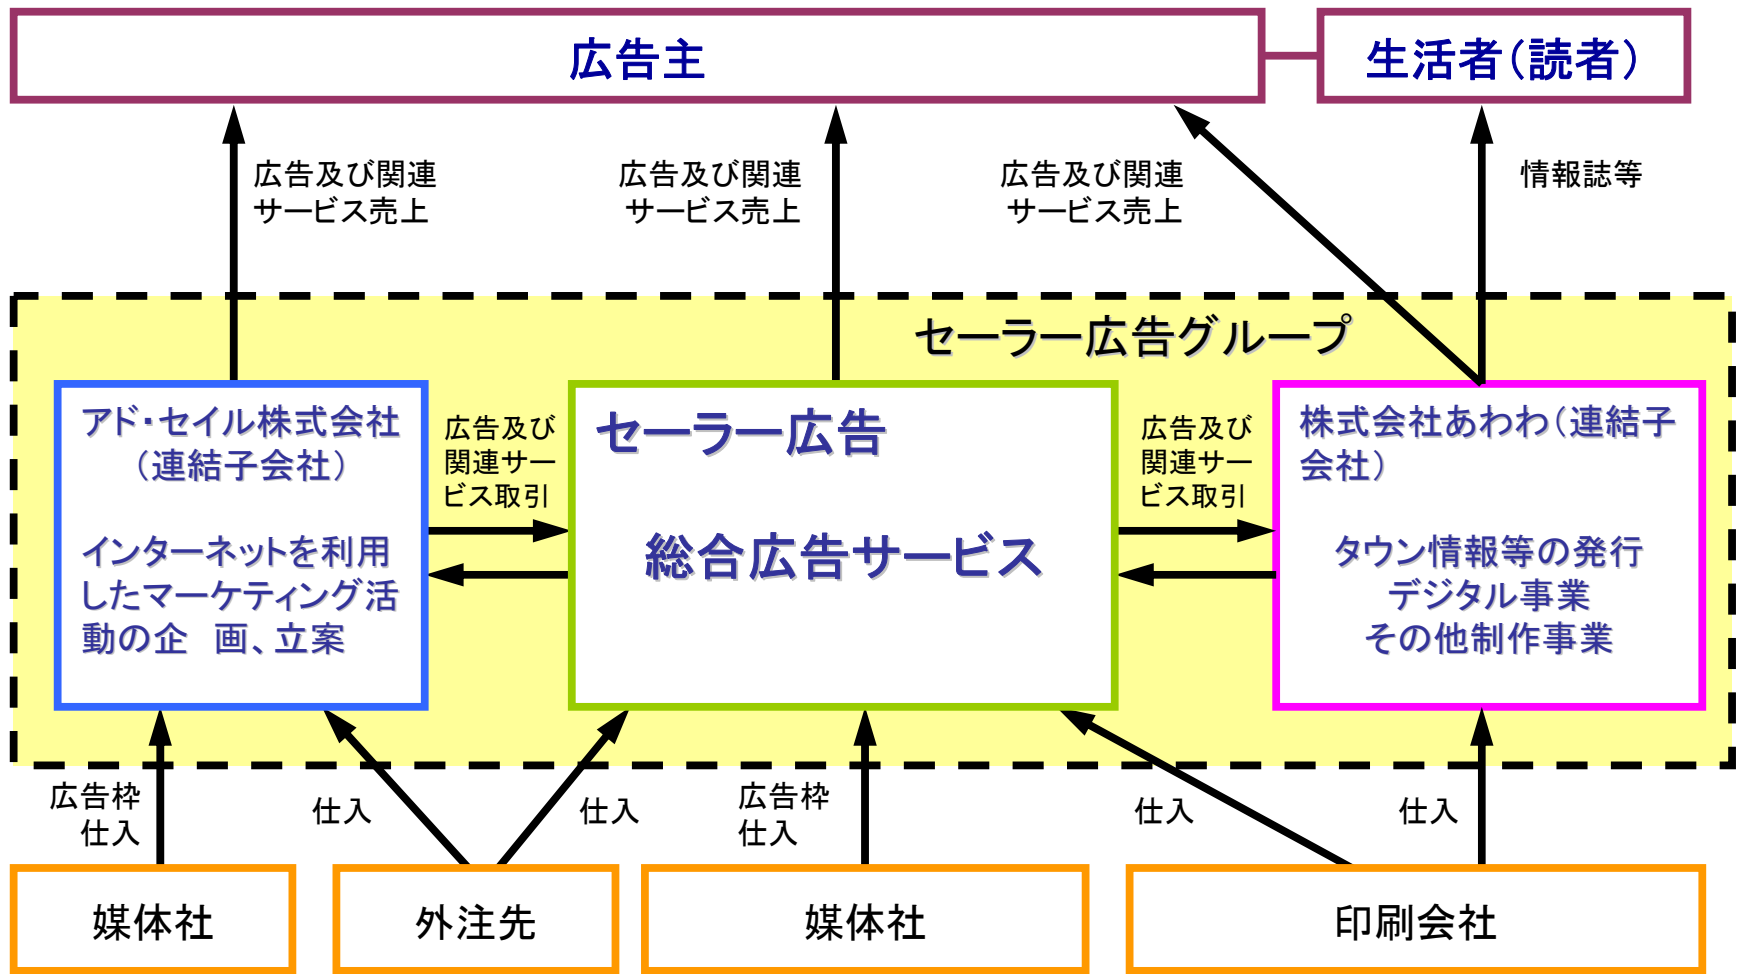 広告主
生活者(読者)
広告及び関連
サービス売上
広告及び関連
サービス売上
広告及び関連
サービス売上
情報誌等
セーラー広告グループ
アド・セイル株式会社
(連結子会社)
インターネットを利用
したマーケティング活
動の企　画、立案
広告及び
関連サー
ビス取引
セーラー広告
総合広告サービス
広告及び
関連サー
ビス取引
株式会社あわわ(連結子
会社)
タウン情報等の発行
デジタル事業
その他制作事業
広告枠
仕入
仕入
仕入
広告枠
仕入
仕入
仕入
媒体社
外注先
媒体社
印刷会社